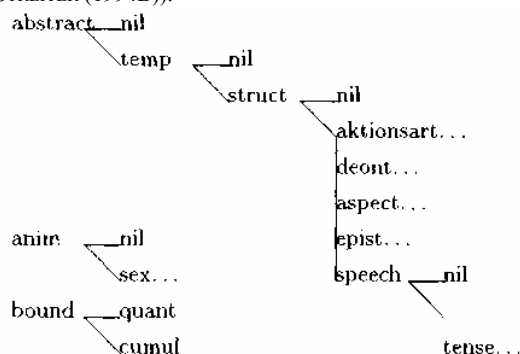 abstract nil
temp nil
struct nil
aktionsart...
deont...
aspect...
anim nil epist...
sex... speech nil
bound quant
cumul tense...